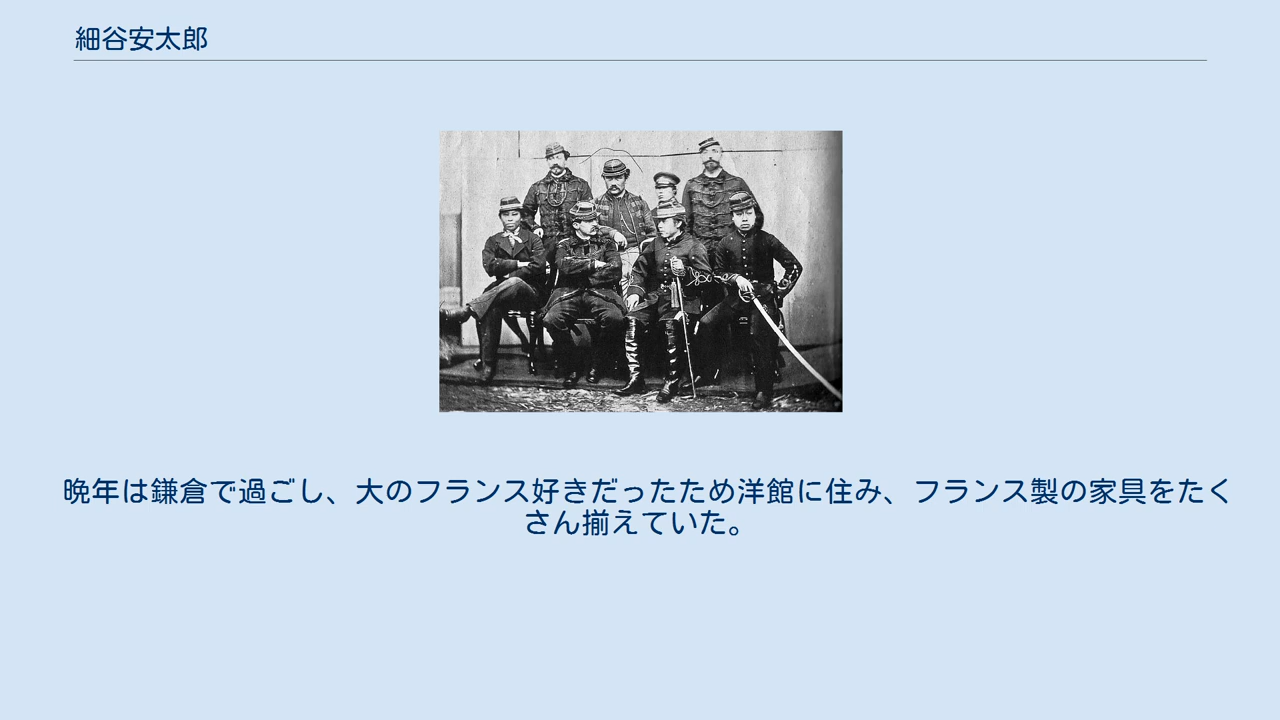 細谷安太郎
晩年は鎌倉で過ごし、大のフランス好きだったため洋館に住み、フランス製の家具をたく
さん揃えていた。